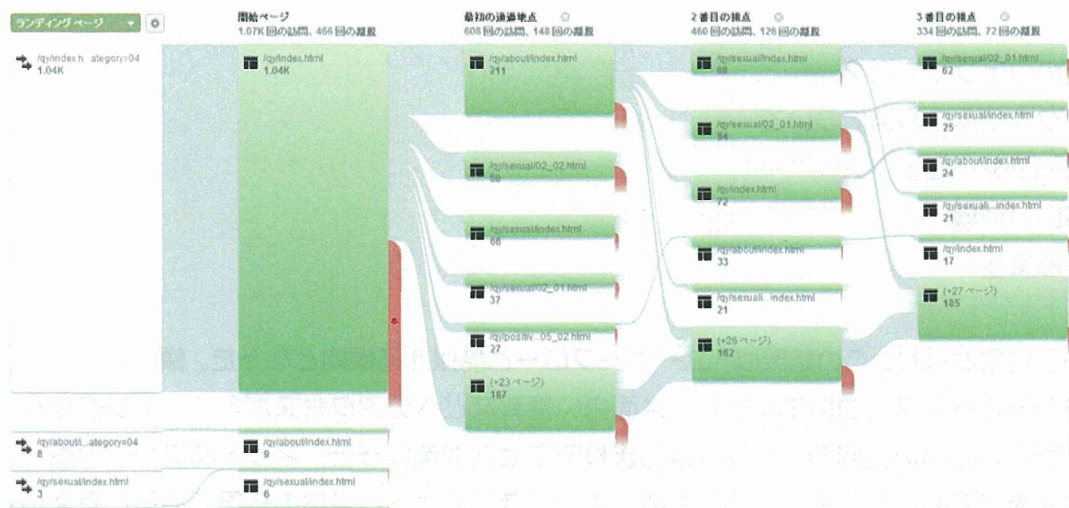 ランディング ページ
/qy/index.h...ategory=04
1.04K
/qy/about/i...ategory=04
8
/qy/sexual/index.html
3
開始ページ
1.07K 回の訪問、466 回の離脱
/qy/index.html
1.04K
/qy/about/index.html
9
/qy/sexual/index.html
6
最初の通過地点
608 回の訪問、148 回の離脱
/qy/about/index.html
211
/qy/sexual/02_02.html
/qy/sexual/index.html
66
/qy/sexual/02_01.html
37
/qy/positiv...05_02.html
27
(+23 ページ)
187
2 番目の接点
460 回の訪問、126 回の離脱
/qy/sexual/index.html
/qy/sexual/02_01.html
/qy/index.html
72
/qy/about/index.html
33
/qy/sexuali...index.html
21
(+26 ページ)
162
3 番目の接点
334 回の訪問、72 回の離脱
/qy/sexual/02_01.html
62
/qy/sexual/index.html
25
/qy/about/index.html
24
/qy/sexuali...index.html
21
/qy/index.html
17
(+27 ページ)
185